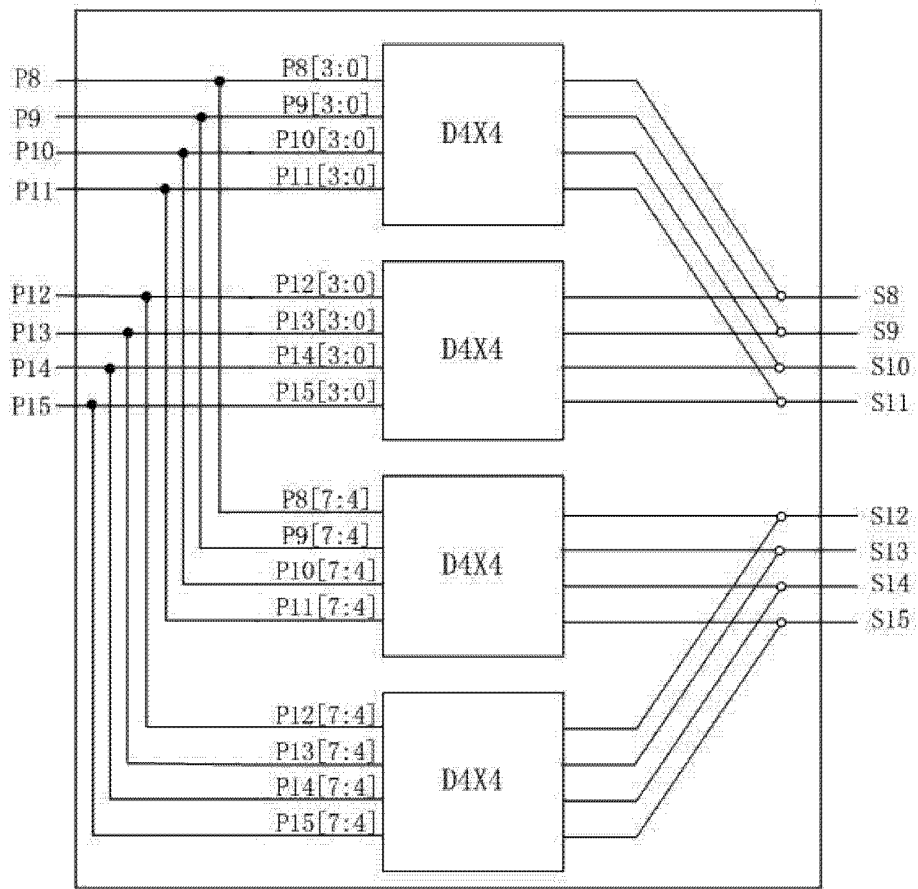 P8
P8[3:0]
P9
P9[3:0]
P10
P10[3:0]
P11
P11[3:0]
D4X4
P12
P12[3:0]
P13
P13[3:0]
P14
P14[3:0]
P15
P15[3:0]
D4X4
S8
S9
S10
S11
P8[7:4]
P9[7:4]
P10[7:4]
P11[7:4]
D4X4
S12
S13
S14
S15
P12[7:4]
P13[7:4]
P14[7:4]
P15[7:4]
D4X4